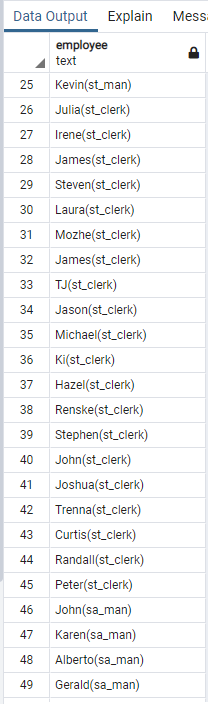 Data Output Explain Mess
employee
text
25 Kevin(st_man)
26 Julia(st_clerk)
27 Irene(st_clerk)
28 James(st_clerk)
29 Steven(st_clerk)
30 Laura(st_clerk)
31 Mozhe(st_clerk)
32 James(st_clerk)
33 TJ(st_clerk)
34 Jason(st_clerk)
35 Michael(st_clerk)
36 Ki(st_clerk)
37 Hazel(st_clerk)
38 Renske(st_clerk)
39 Stephen(st_clerk)
40 John(st_clerk)
41 Joshua(st_clerk)
42 Trenna(st_clerk)
43 Curtis(st_clerk)
44 Randall(st_clerk)
45 Peter(st_clerk)
46 John(sa_man)
47 Karen(sa_man)
48 Alberto(sa_man)
49 Gerald(sa_man)